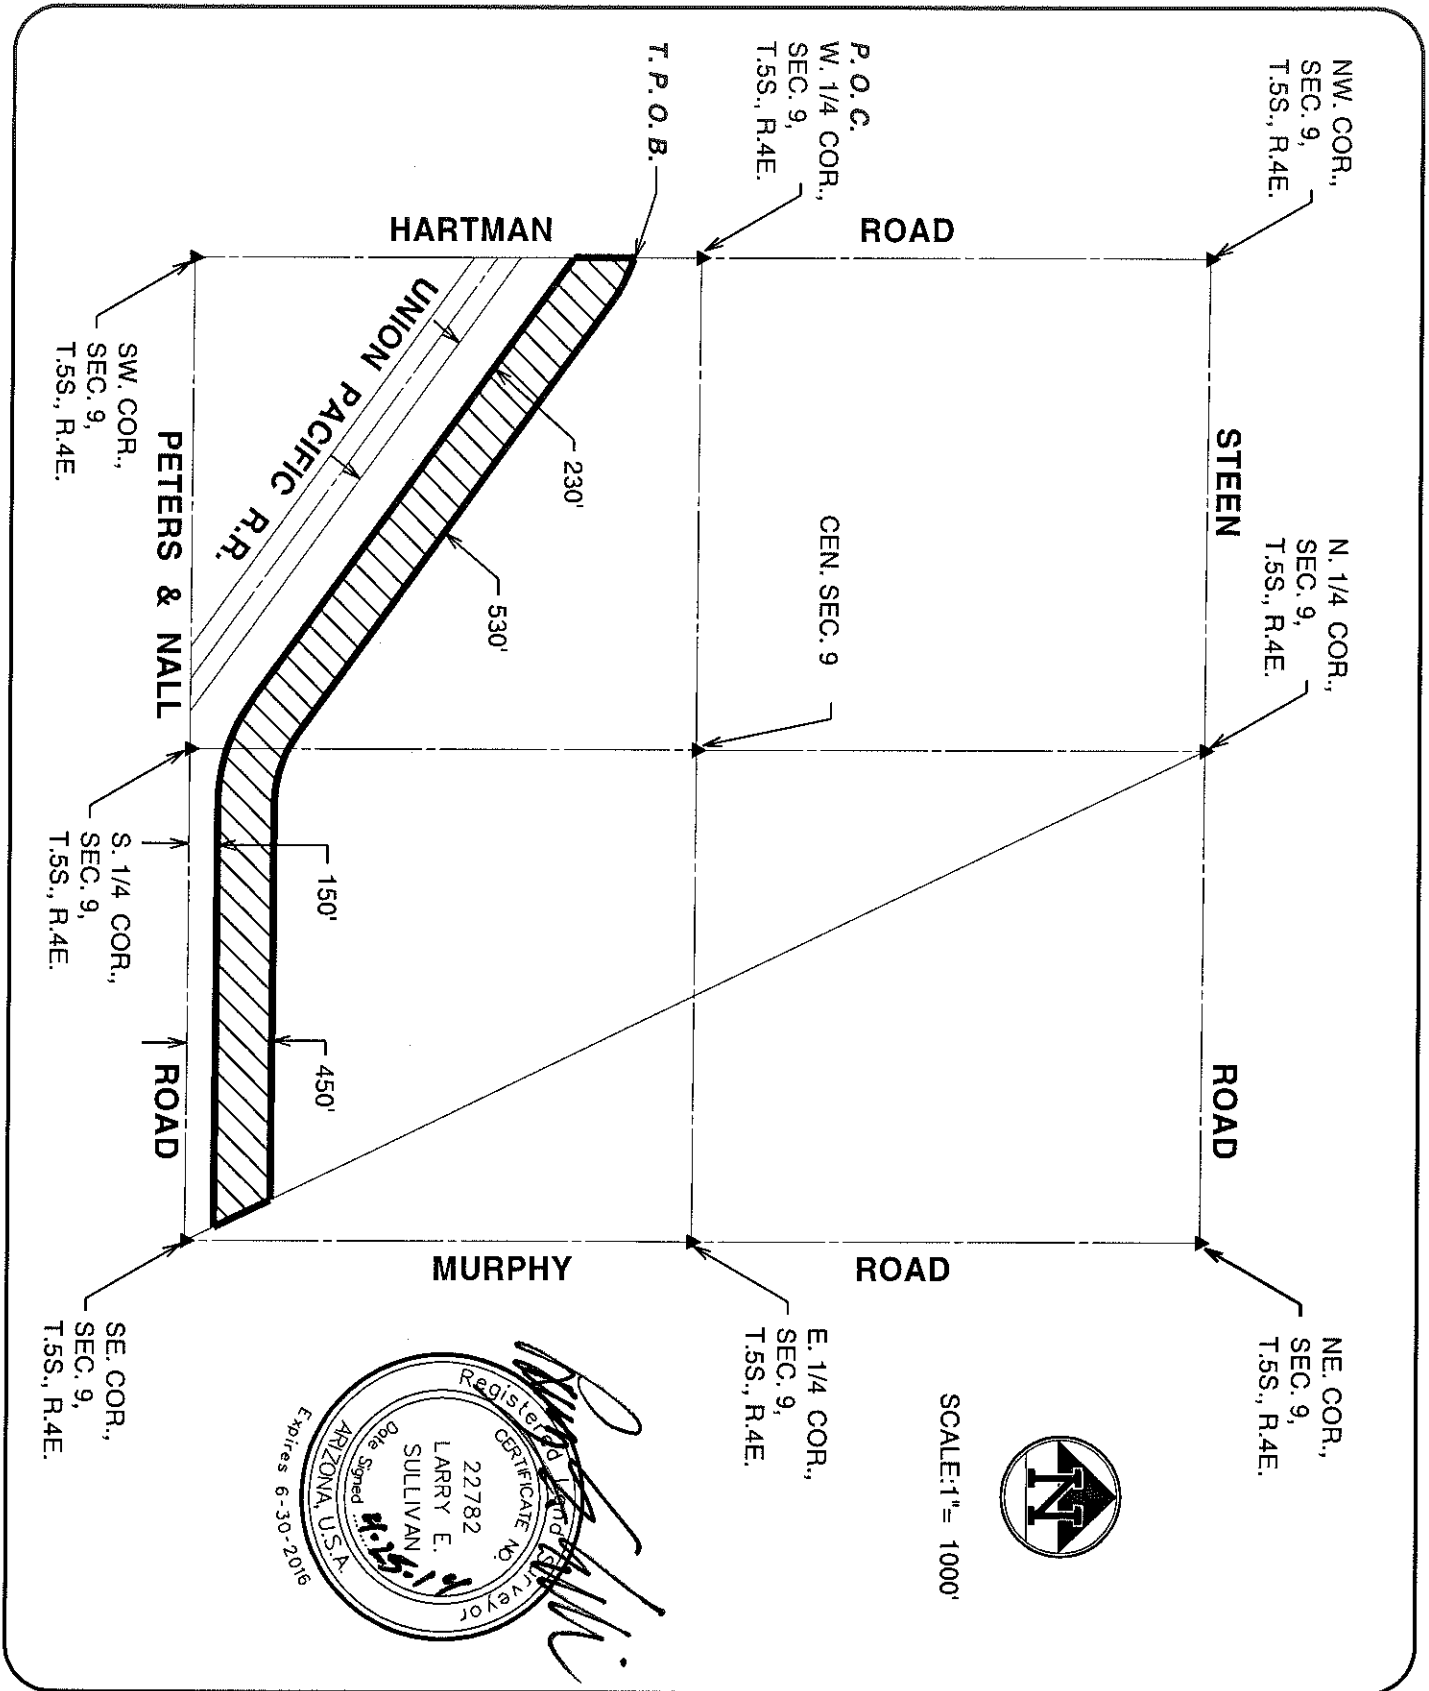 NW. COR.,
SEC. 9,
T.5S., R.4E.
N. 1/4 COR.,
SEC. 9,
T.5S., R.4E.
NE. COR.,
SEC. 9,
T.5S., R.4E.
STEEN
ROAD
SCALE:1"= 1000'
N
P. O. C.
W. 1/4 COR.,
SEC. 9,
T.5S., R.4E.
CEN. SEC. 9
E. 1/4 COR.,
SEC. 9,
T.5S., R.4E.
T. P. O. B.
ROAD
HARTMAN
ROAD
MURPHY
230'
530'
150'
450'
UNION PACIFIC R.R.
PETERS & NALL
ROAD
SW. COR.,
SEC. 9,
T.5S., R.4E.
S. 1/4 COR.,
SEC. 9,
T.5S., R.4E.
SE. COR.,
SEC. 9,
T.5S., R.4E.
Registered Land Surveyor
CERTIFICATE NO.
22782
LARRY E.
SULLIVAN
Date Signed 4-25-14
ARIZONA, U.S.A.
Expires 6-30-2016